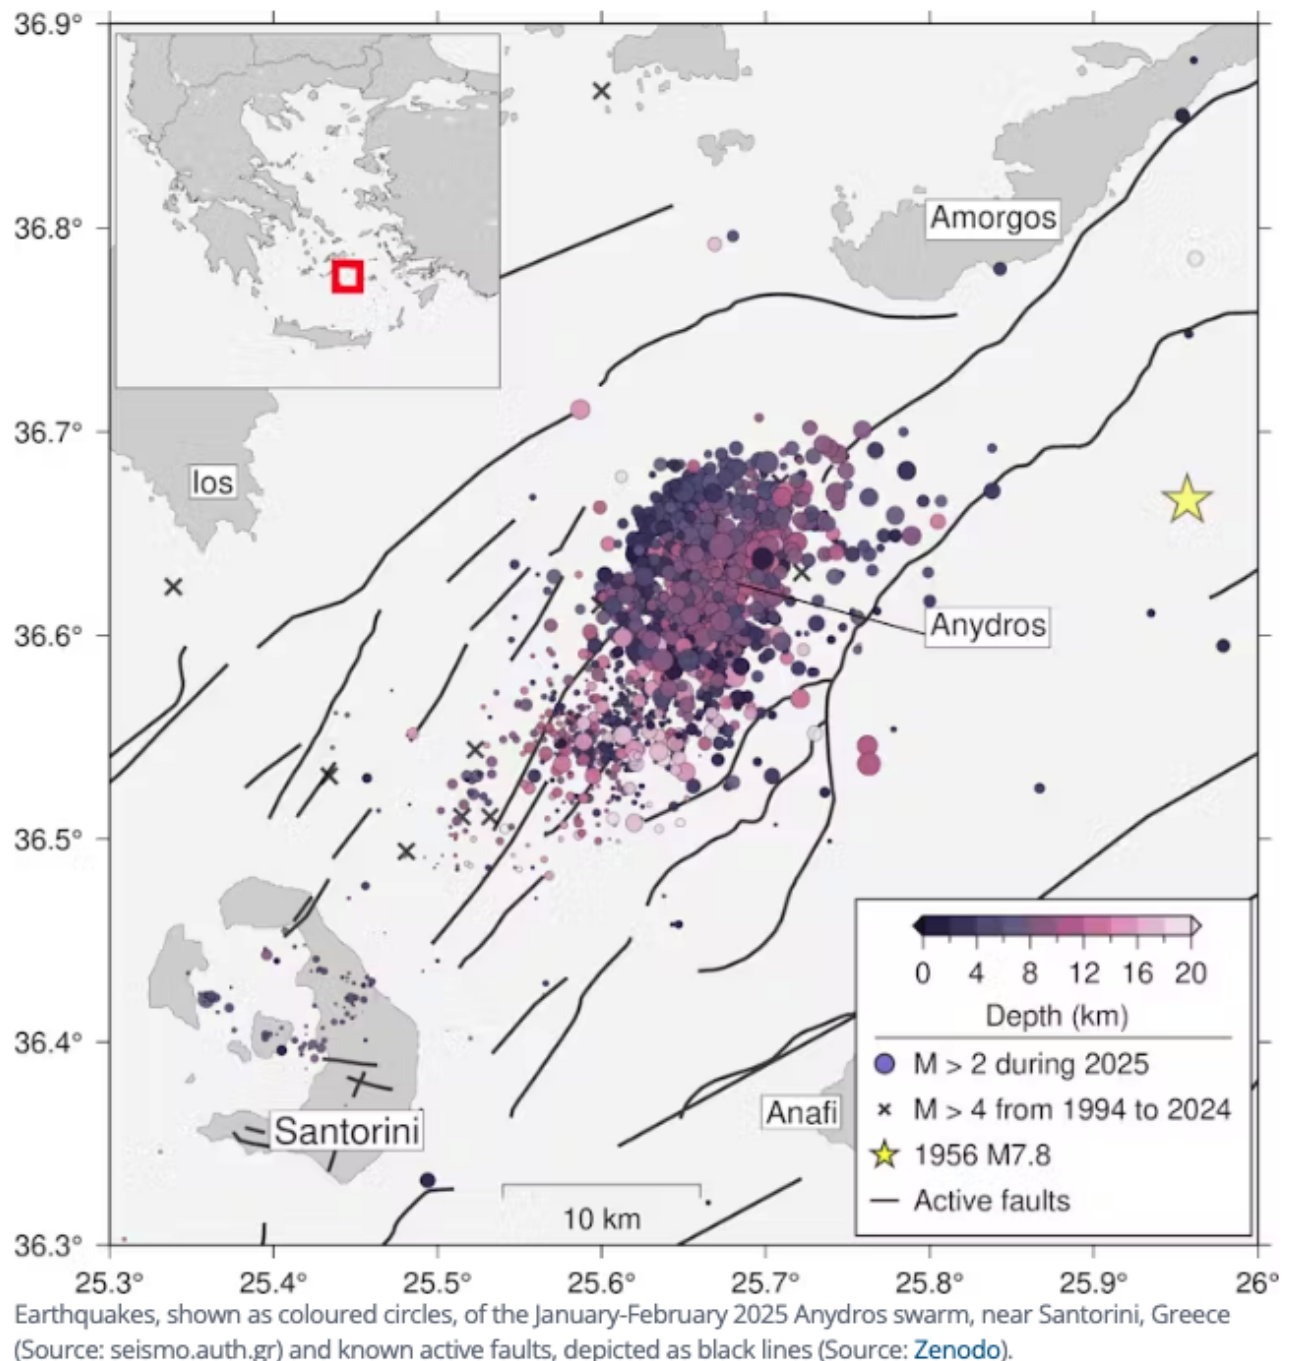 36.9°
36.8°
36.7°
36.6°
36.5°
36.4°
36.3°
Amorgos
Ios
Anydros
Santorini
Anafi
10 km
0 4 8 12 16 20
Depth (km)
M > 2 during 2025
M > 4 from 1994 to 2024
1956 M7.8
Active faults
25.3° 25.4° 25.5° 25.6° 25.7° 25.8° 25.9° 26°
Earthquakes, shown as coloured circles, of the January-February 2025 Anydros swarm, near Santorini, Greece
(Source: seismo.auth.gr) and known active faults, depicted as black lines (Source: Zenodo).